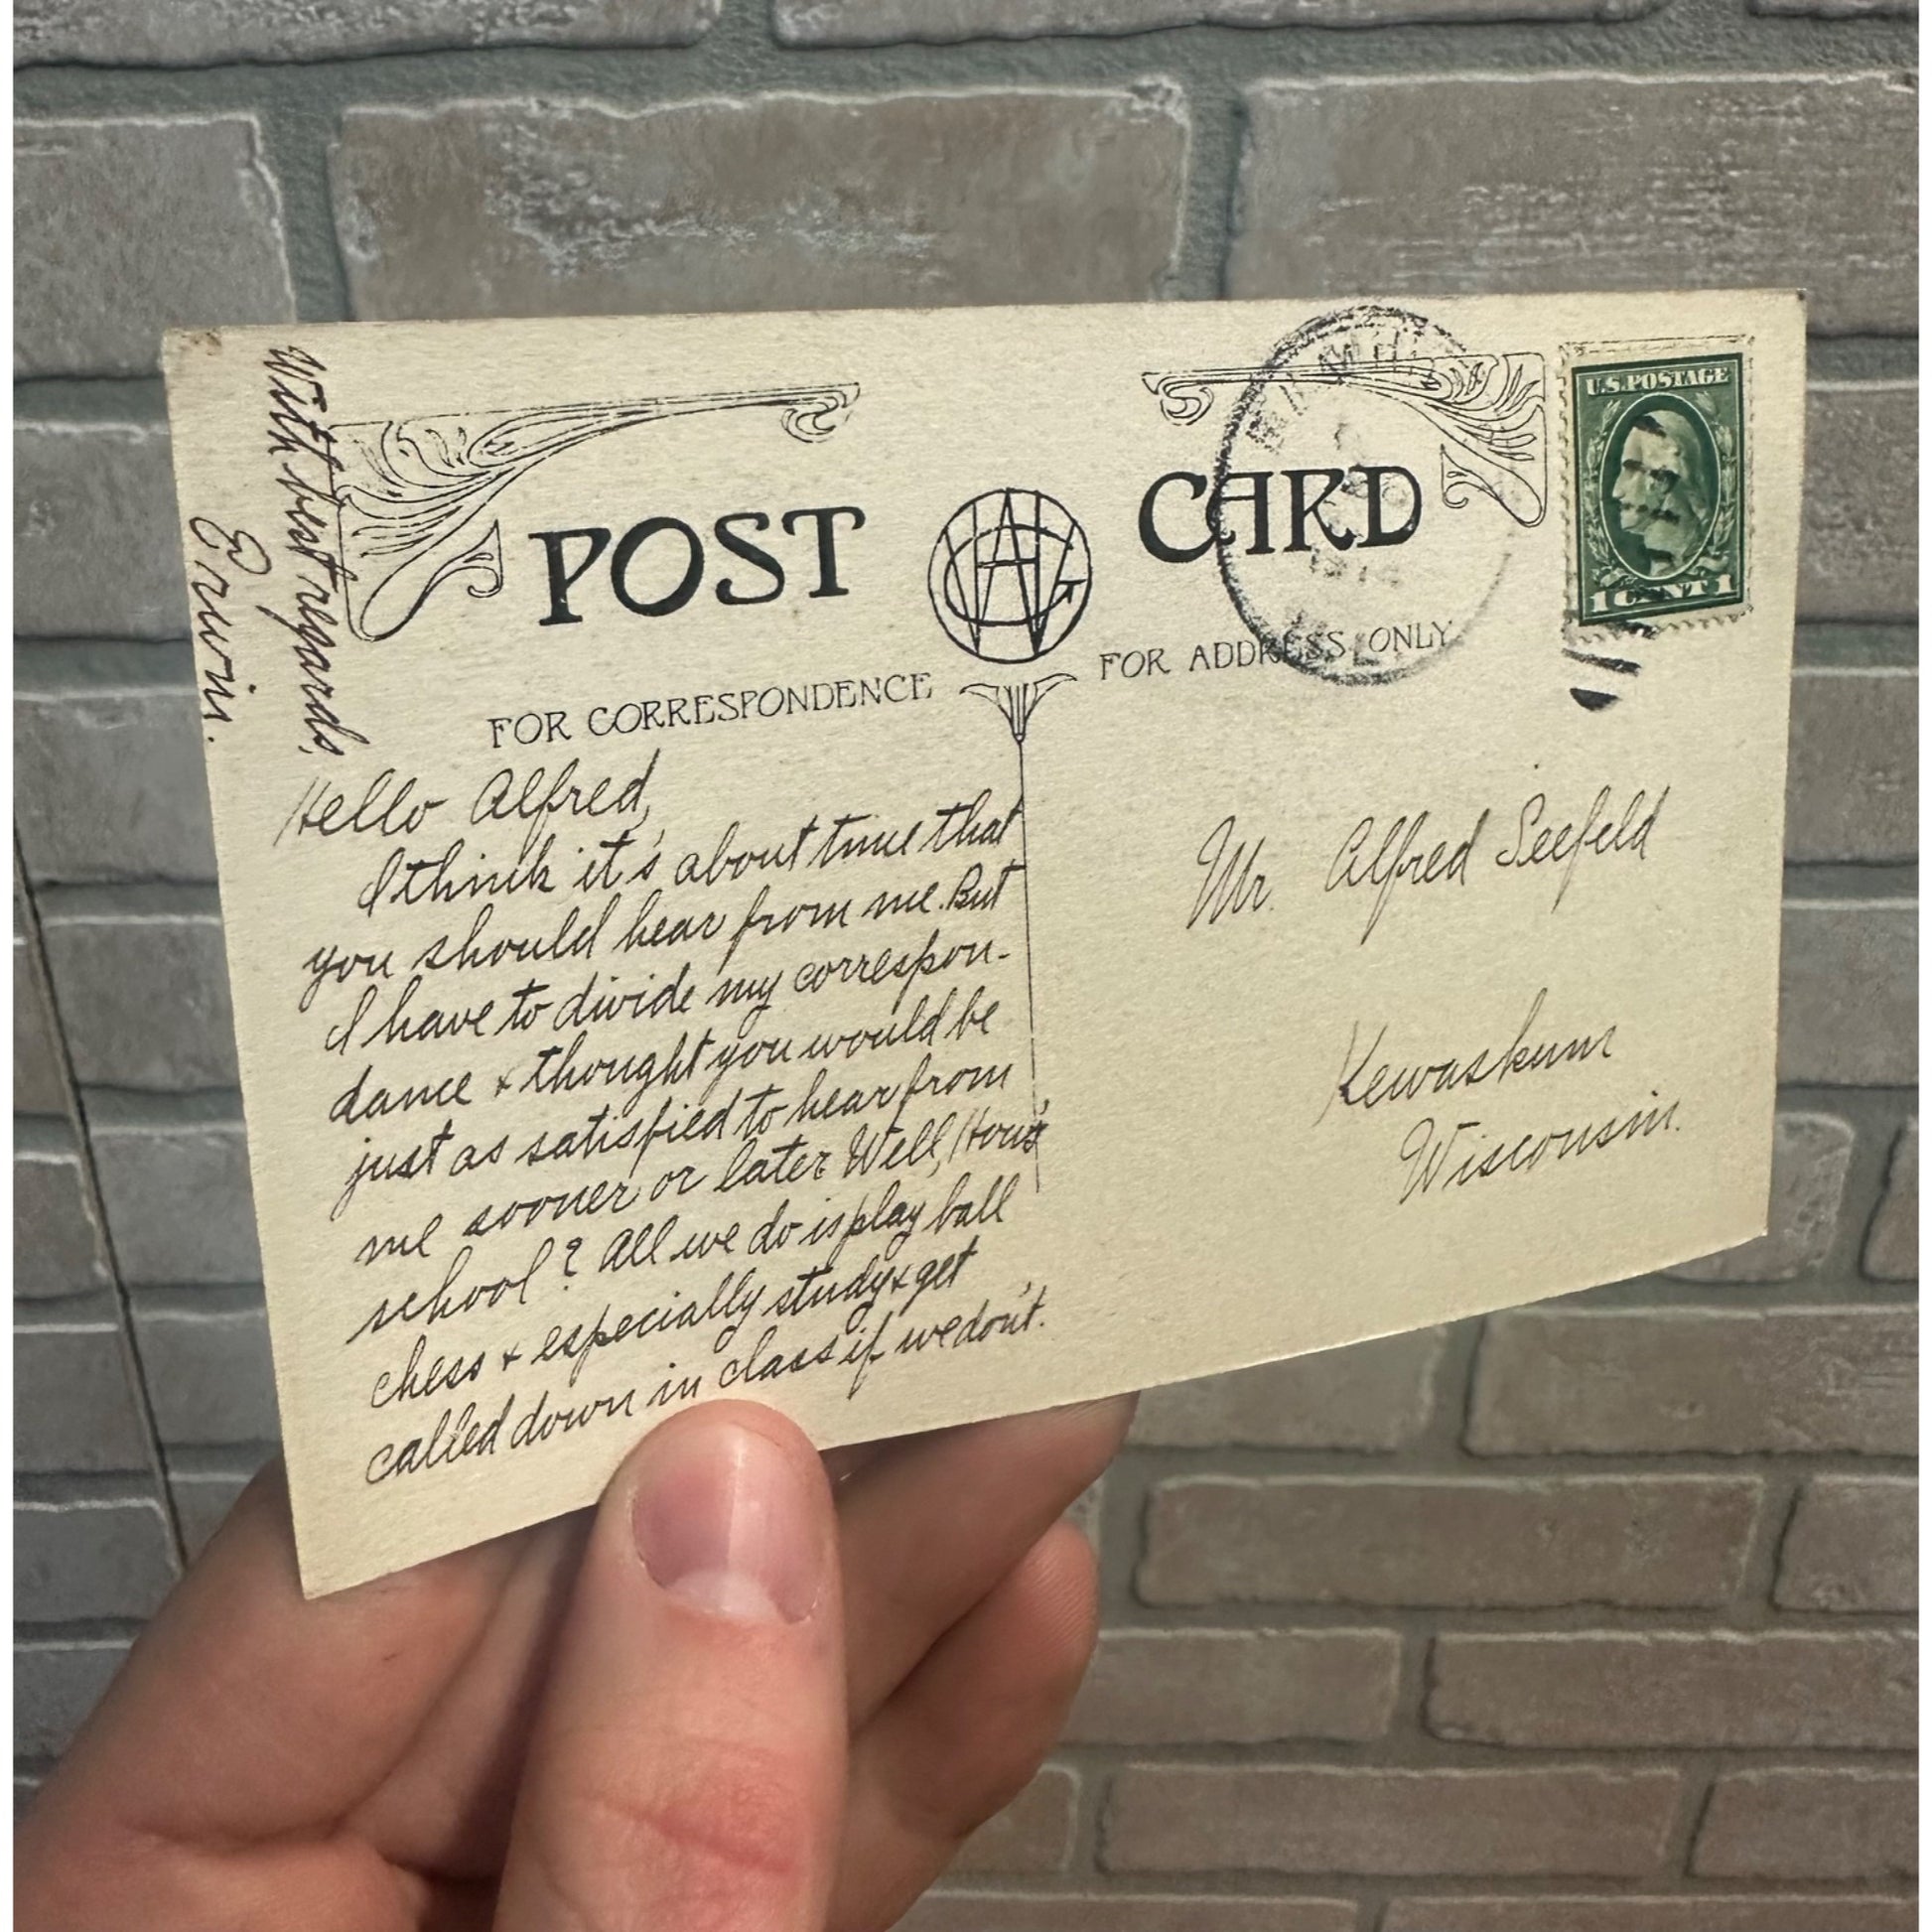 With best regards,
Erwin.
POST CARD
FOR CORRESPONDENCE
FOR ADDRESS ONLY
U.S. POSTAGE
1 CENT 1
Hello Alfred,
I think it's about time that
you should hear from me. But
I have to divide my correspon-
dance & thought you would be
just as satisfied to hear from
me sooner or later Well, How's
school? All we do is play ball
chess & especially study & get
called down in class if we don't.
Mr. Alfred Seefeld
Kewaskum
Wisconsin.